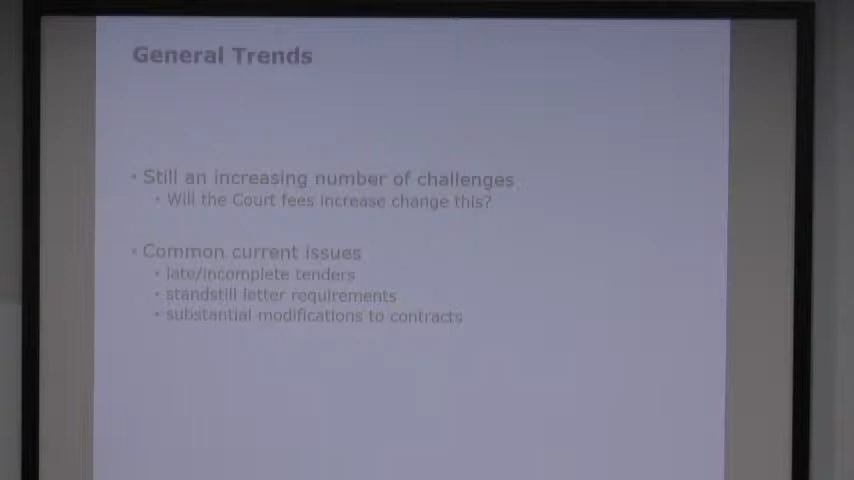 General Trends
• Still an increasing number of challenges
• Will the Court fees increase change this?
• Common current issues
• late/incomplete tenders
• standstill letter requirements
• substantial modifications to contracts